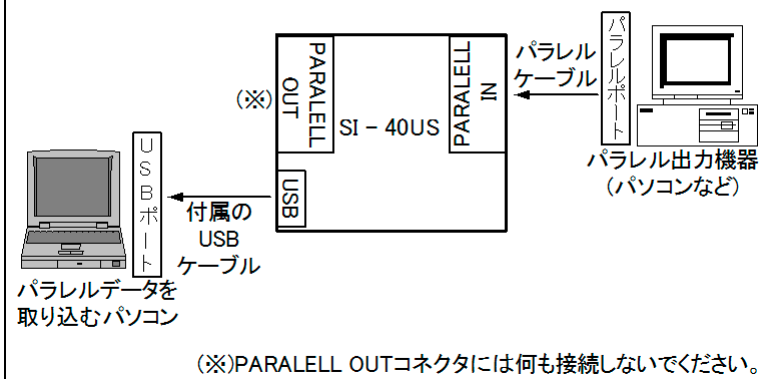 パラレルポート
パラレル
ケーブル
パラレル出力機器
(パソコンなど)
PARALELL
OUT
(※)
SI - 40US
PARALELL
IN
USB
USBポート
付属の
USB
ケーブル
パラレルデータを
取り込むパソコン
(※)PARALELL OUTコネクタには何も接続しないでください。